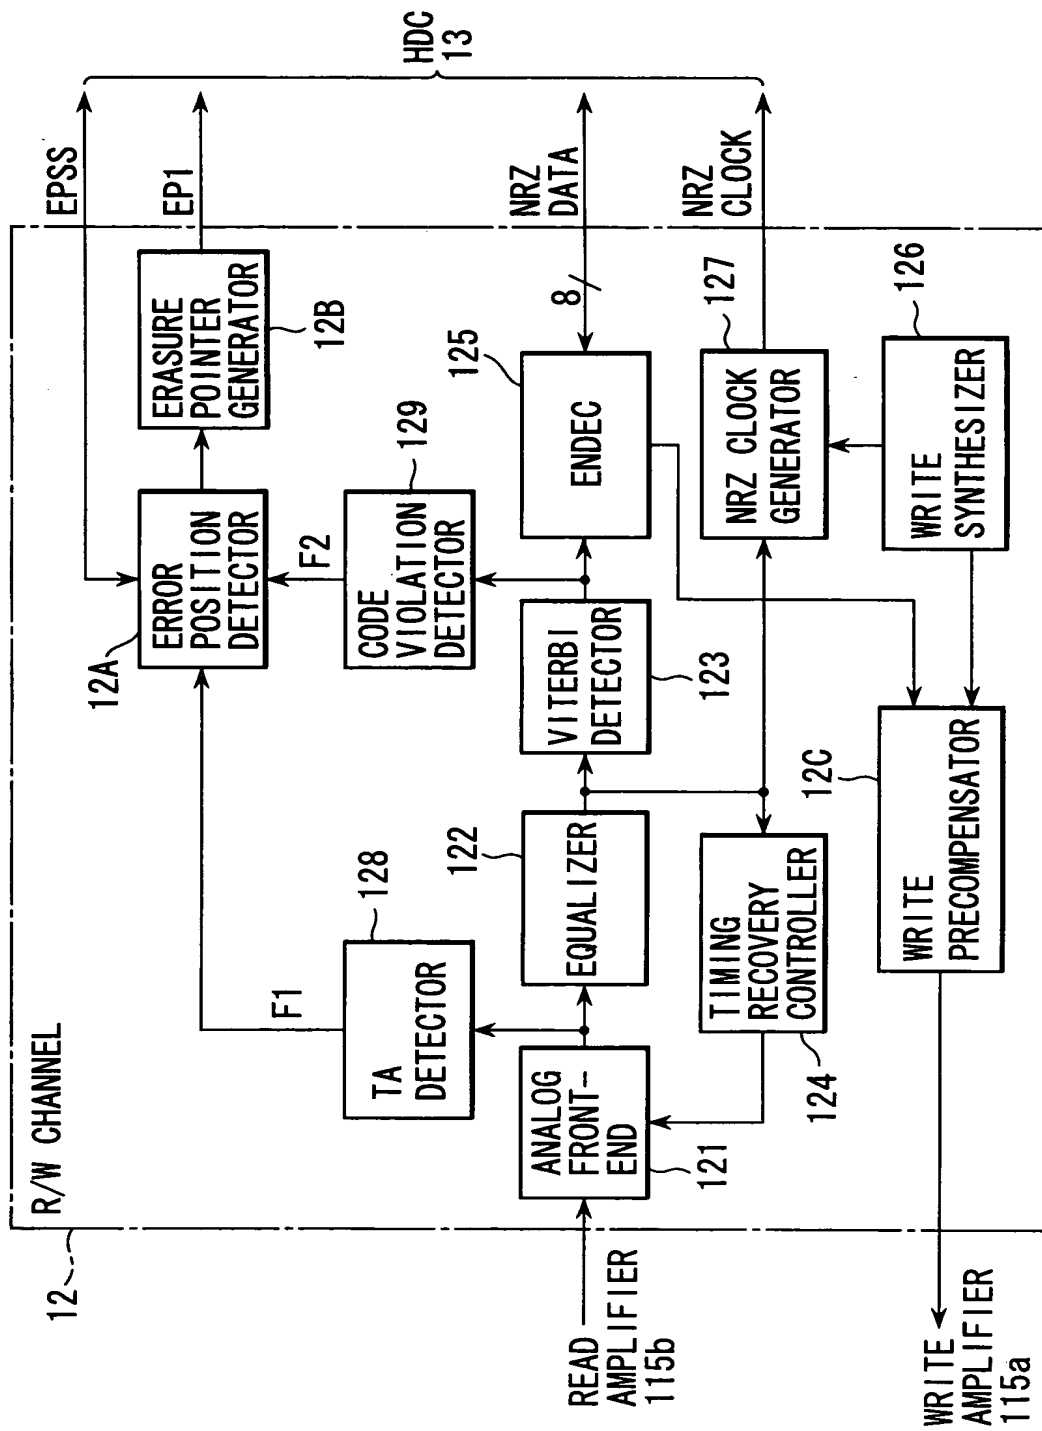 R/W CHANNEL
12
EPSS
EP1
HDC
13
ERASURE
POINTER
GENERATOR
12B
ERROR
POSITION
DETECTOR
12A
F1
F2
TA
DETECTOR
128
CODE
VIOLATION
DETECTOR
129
READ
AMPLIFIER
115b
ANALOG
FRONT-
END
121
EQUALIZER
122
VITERBI
DETECTOR
123
ENDEC
125
8
NRZ
DATA
TIMING
RECOVERY
CONTROLLER
124
NRZ CLOCK
GENERATOR
127
NRZ
CLOCK
WRITE
AMPLIFIER
115a
WRITE
PRECOMPENSATOR
12C
WRITE
SYNTHESIZER
126